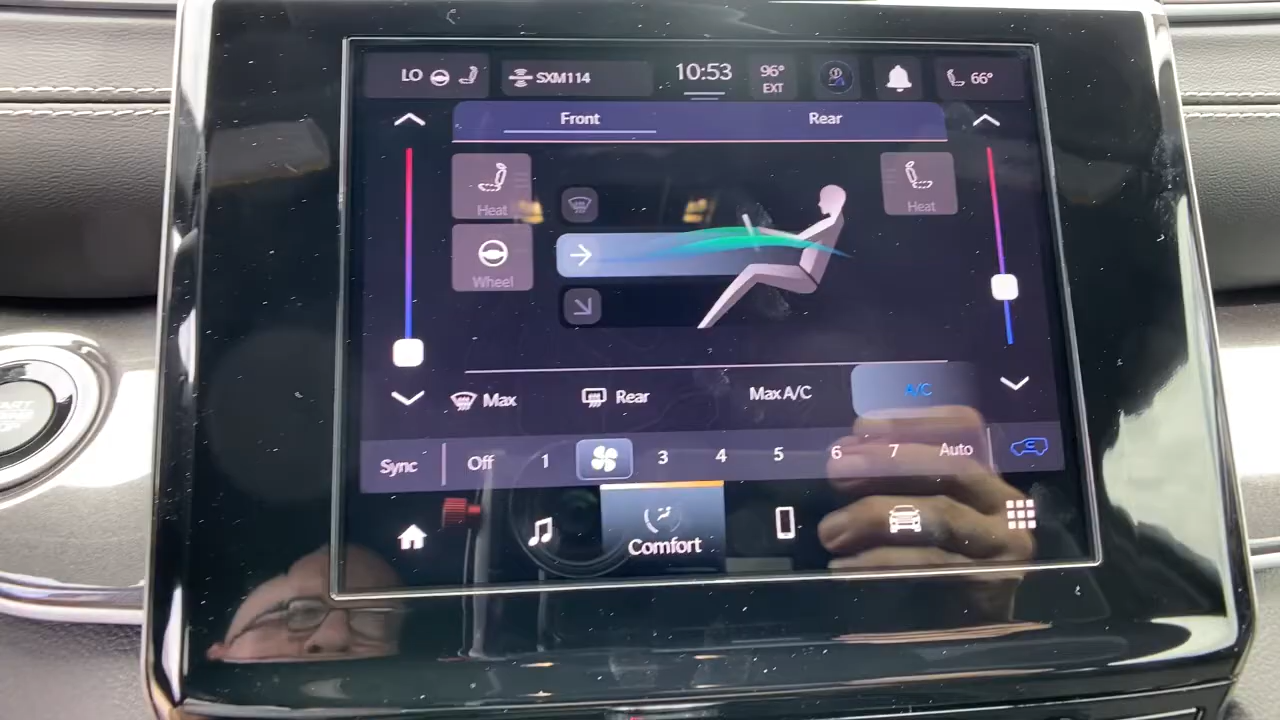 LO
SXM114
10:53
96°
EXT
66°
Front
Rear
Heat
Heat
Wheel
Max
Rear
Max A/C
A/C
Sync
Off
1
3
4
5
6
7
Auto
Comfort